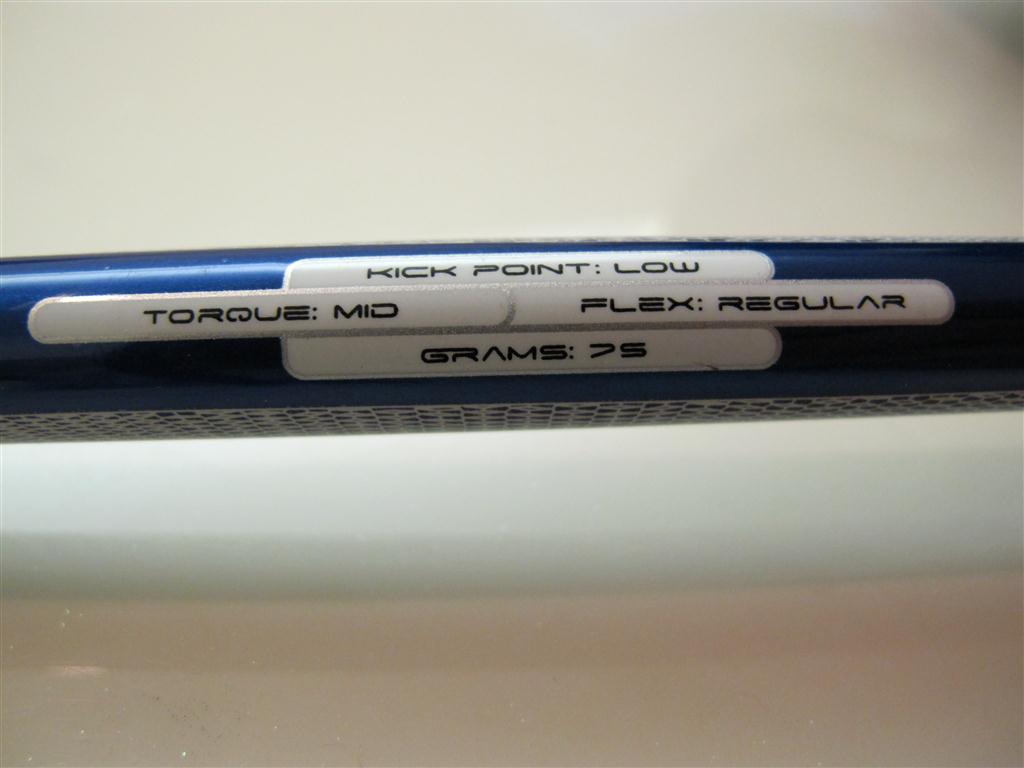 KICK POINT: LOW
TORQUE: MID
FLEX: REGULAR
GRAMS: 75